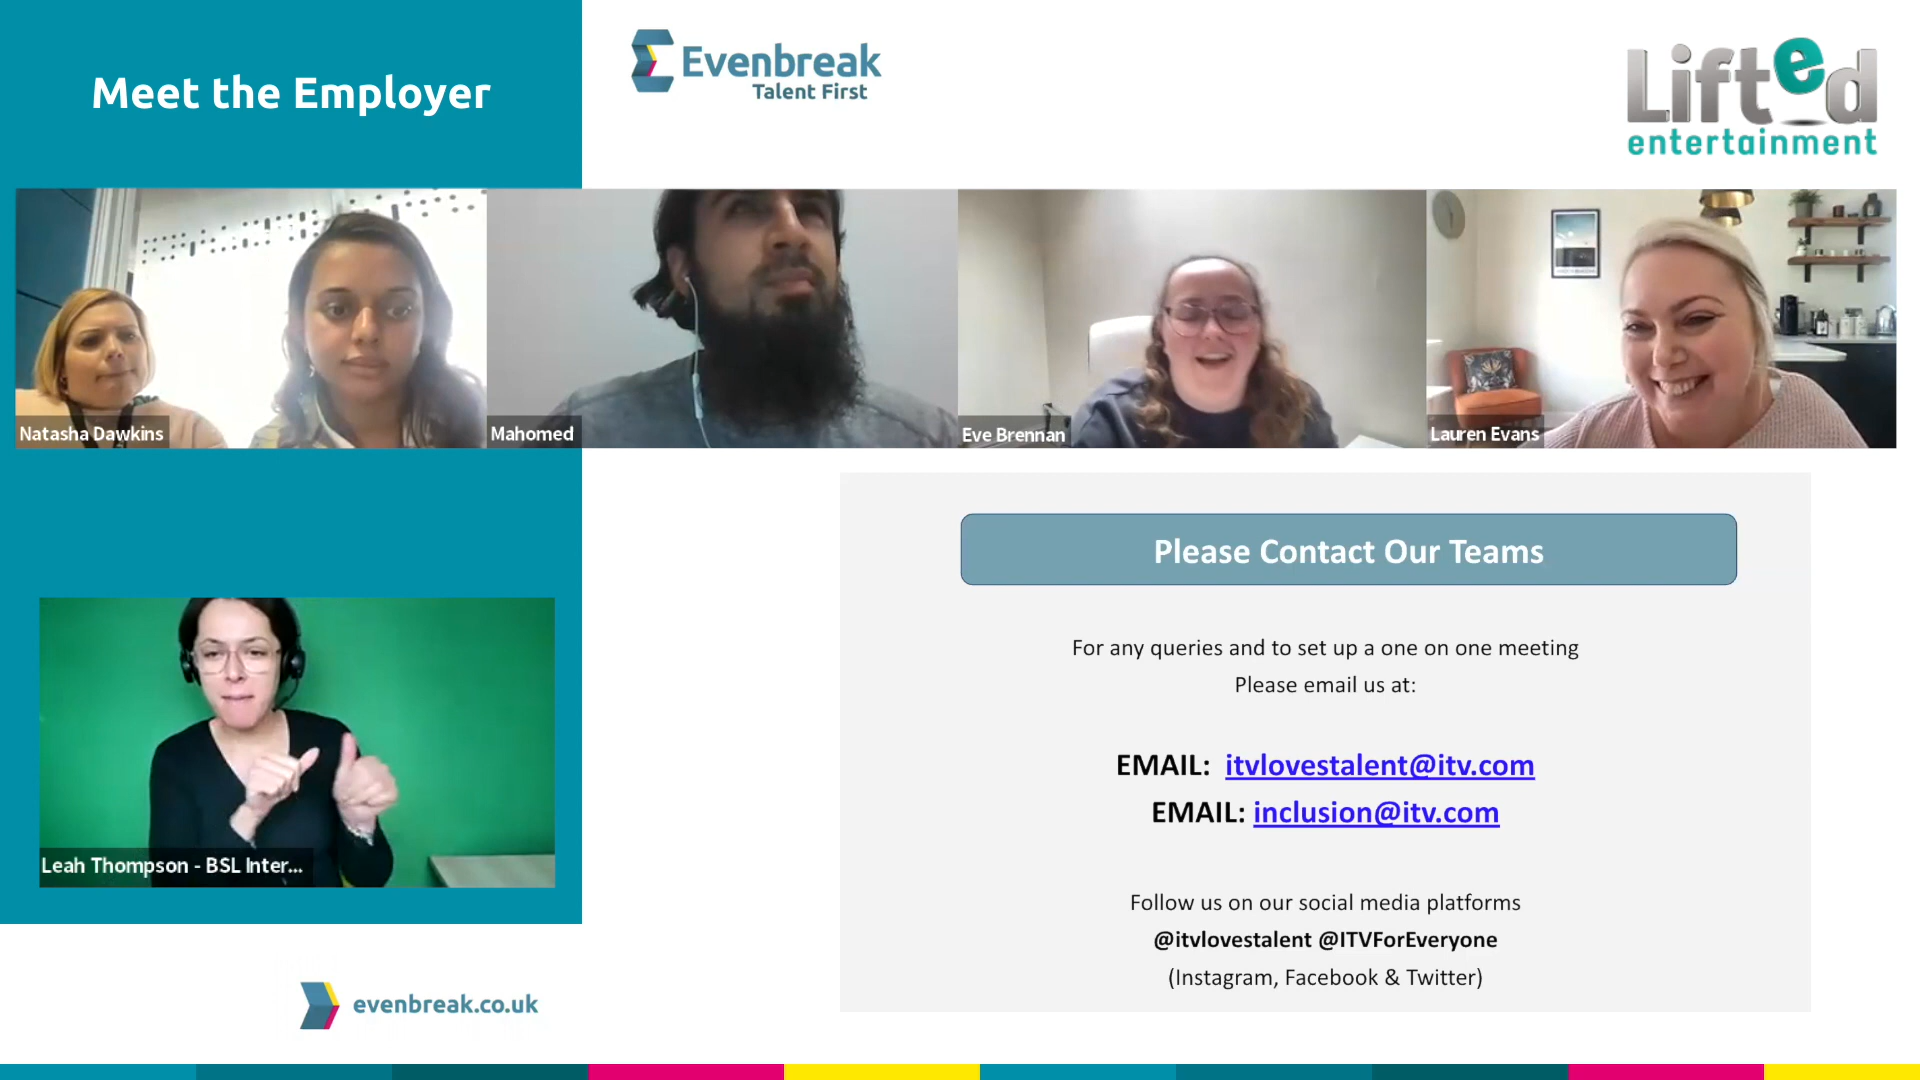 Meet the Employer
Evenbreak
Talent First
Lifted
entertainment
Natasha Dawkins
Mahomed
Eve Brennan
Lauren Evans
Please Contact Our Teams
For any queries and to set up a one on one meeting
Please email us at:
EMAIL: itvlovestalent@itv.com
EMAIL: inclusion@itv.com
Follow us on our social media platforms
@itvlovestalent @ITVForEveryone
(Instagram, Facebook & Twitter)
Leah Thompson - BSL Inter...
evenbreak.co.uk